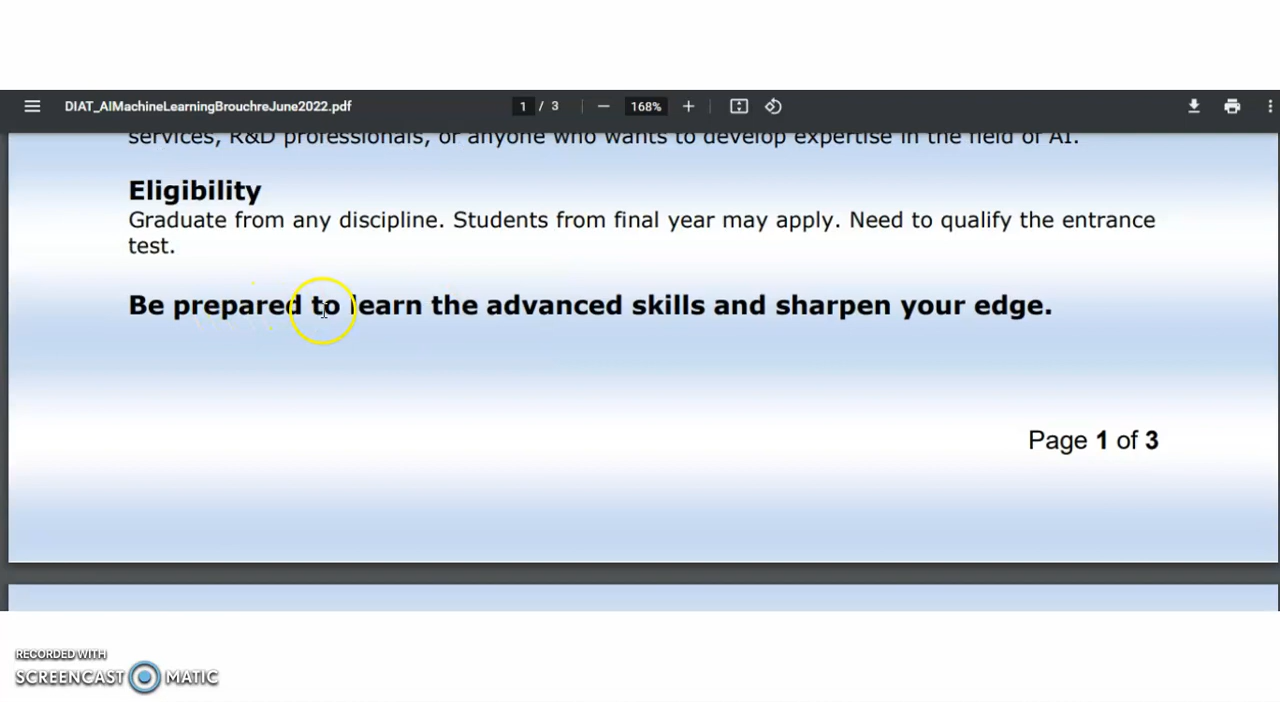 DIAT_AIMachineLearningBrouchreJune2022.pdf 1 / 3 168%
services, R&D professionals, or anyone who wants to develop expertise in the field of AI.
Eligibility
Graduate from any discipline. Students from final year may apply. Need to qualify the entrance
test.
Be prepared to learn the advanced skills and sharpen your edge.
Page 1 of 3
RECORDED WITH
SCREENCAST MATIC